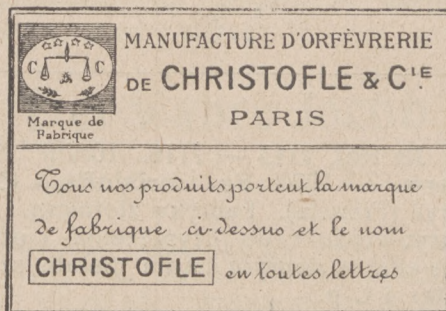 MANUFACTURE D'ORFÈVRERIE
DE CHRISTOFLE & CIE
PARIS
C C
Marque de
Fabrique
Tous nos produits portent la marque
de fabrique ci-dessus et le nom
CHRISTOFLE en toutes lettres